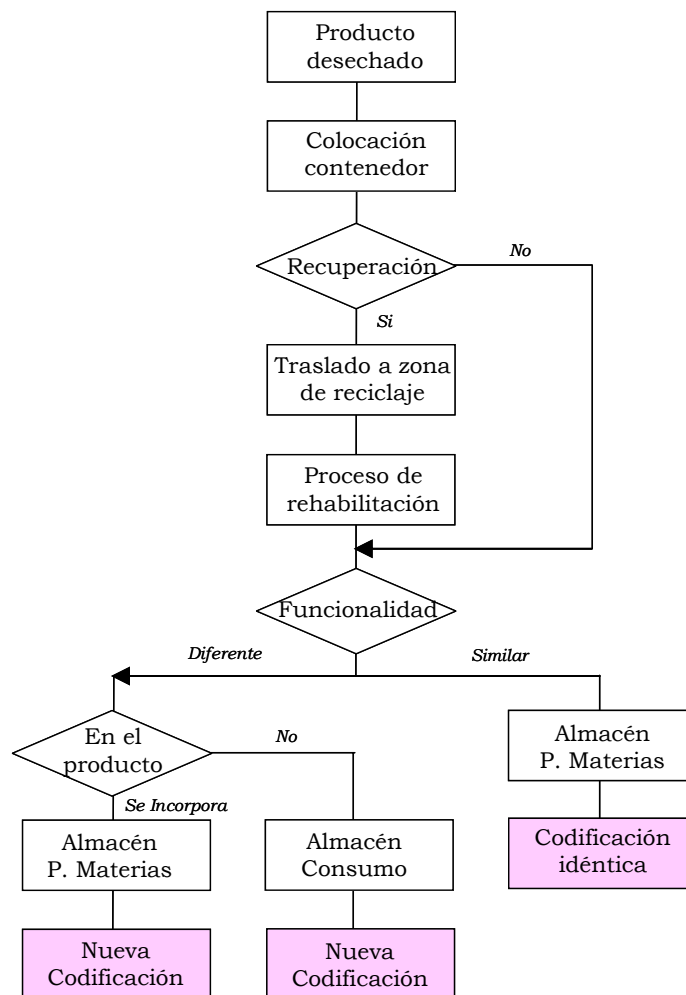 Producto
desechado
Colocación
contenedor
Recuperación
No
Si
Traslado a zona
de reciclaje
Proceso de
rehabilitación
Funcionalidad
Diferente
Similar
En el
producto
No
Almacén
P. Materias
Se Incorpora
Almacén
P. Materias
Almacén
Consumo
Codificación
idéntica
Nueva
Codificación
Nueva
Codificación